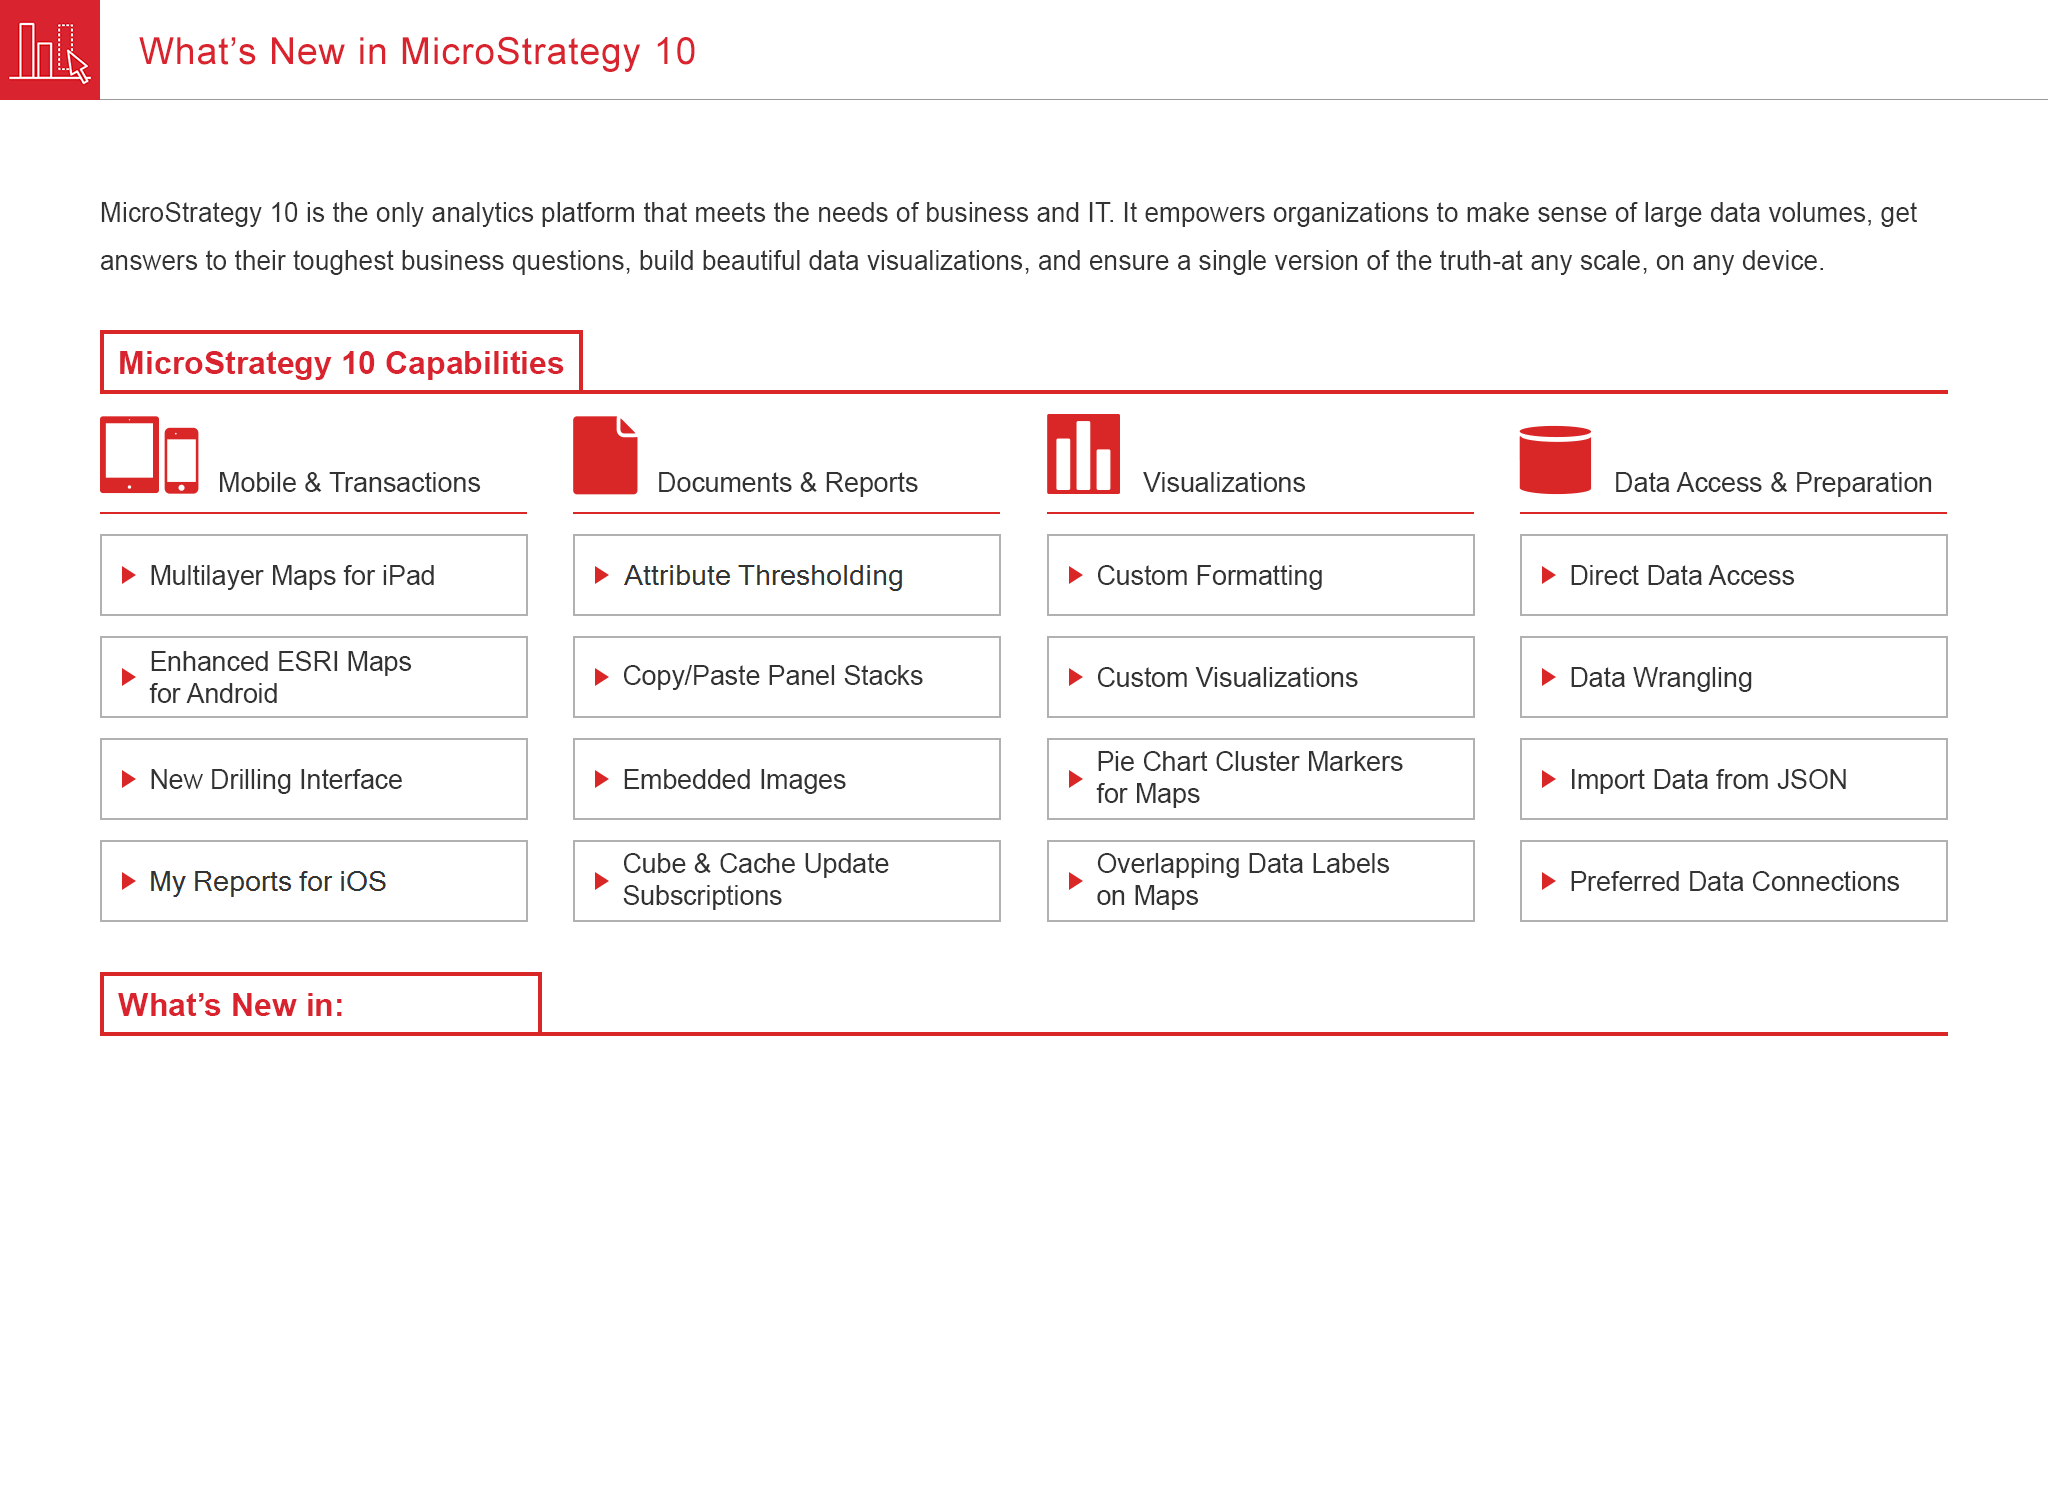 What’s New in MicroStrategy 10
MicroStrategy 10 is the only analytics platform that meets the needs of business and IT. It empowers organizations to make sense of large data volumes, get
answers to their toughest business questions, build beautiful data visualizations, and ensure a single version of the truth-at any scale, on any device.
MicroStrategy 10 Capabilities
Mobile & Transactions
Multilayer Maps for iPad
Enhanced ESRI Maps
for Android
New Drilling Interface
My Reports for iOS
Documents & Reports
Attribute Thresholding
Copy/Paste Panel Stacks
Embedded Images
Cube & Cache Update
Subscriptions
Visualizations
Custom Formatting
Custom Visualizations
Pie Chart Cluster Markers
for Maps
Overlapping Data Labels
on Maps
Data Access & Preparation
Direct Data Access
Data Wrangling
Import Data from JSON
Preferred Data Connections
What’s New in: